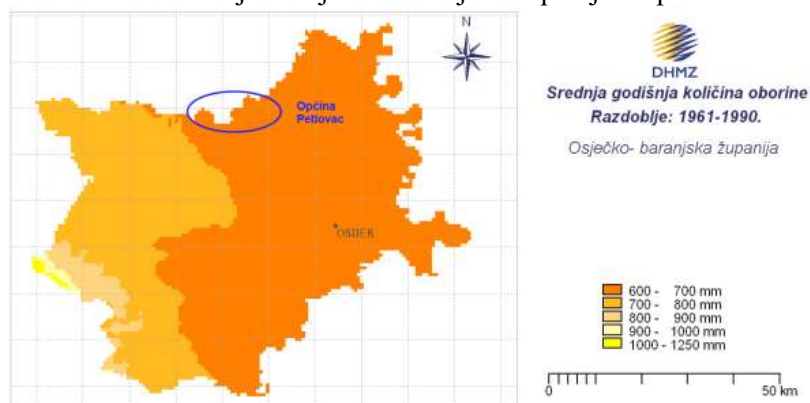 N
Općina
Petlovac
OSIJEK
DHMZ
Srednja godišnja količina oborine
Razdoblje: 1961-1990.
Osječko- baranjska županija
600 - 700 mm
700 - 800 mm
800 - 900 mm
900 - 1000 mm
1000 - 1250 mm
0 50 km